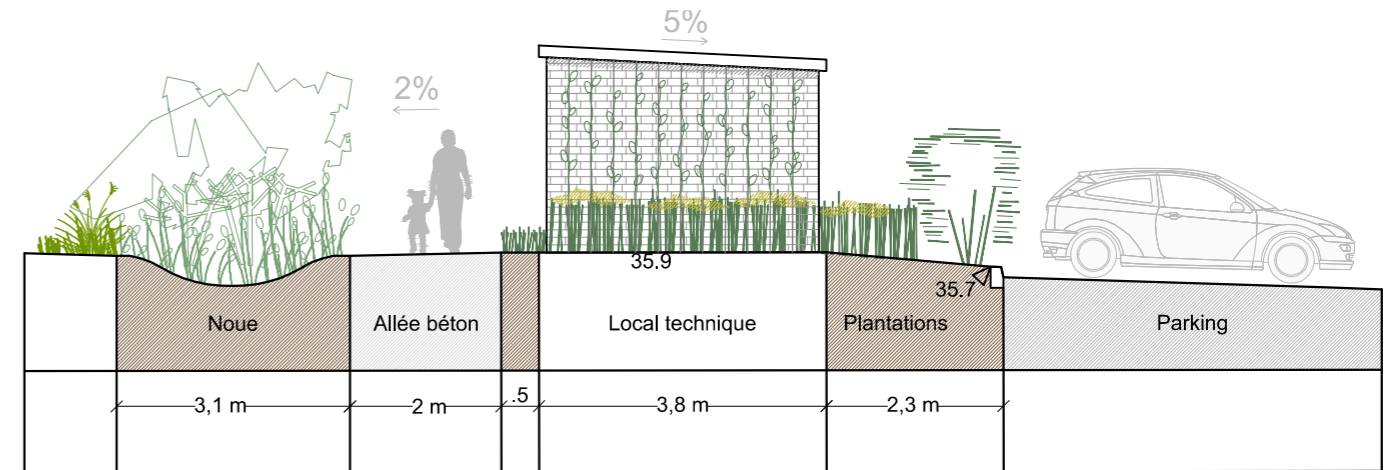 5%
2%
35.9
35.7
Noue
Allée béton
Local technique
Plantations
Parking
3,1 m
2 m
.5
3,8 m
2,3 m